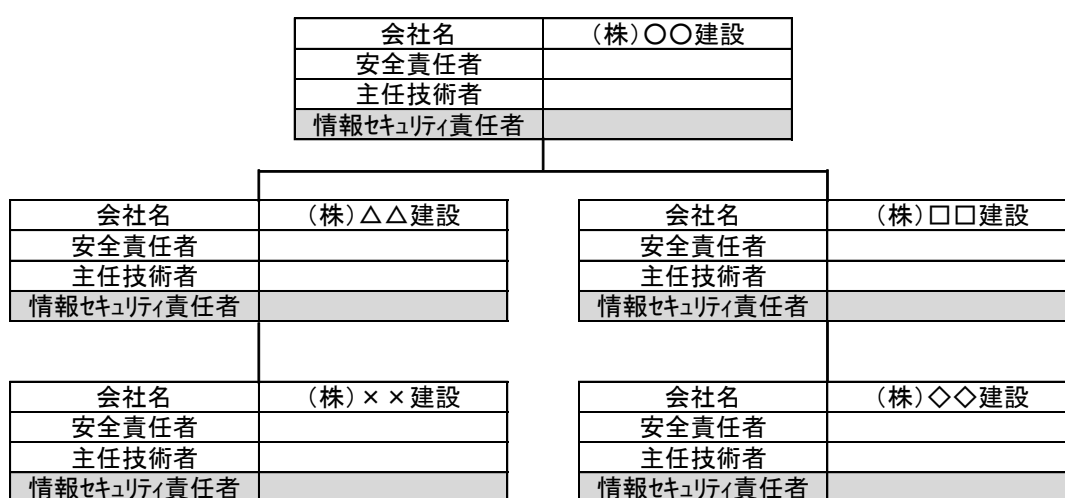 会社名 （株）〇〇建設
安全責任者
主任技術者
情報ｾｷｭﾘﾃｨ責任者
会社名 （株）△△建設
安全責任者
主任技術者
情報ｾｷｭﾘﾃｨ責任者
会社名 （株）□□建設
安全責任者
主任技術者
情報ｾｷｭﾘﾃｨ責任者
会社名 （株）××建設
安全責任者
主任技術者
情報ｾｷｭﾘﾃｨ責任者
会社名 （株）◇◇建設
安全責任者
主任技術者
情報ｾｷｭﾘﾃｨ責任者